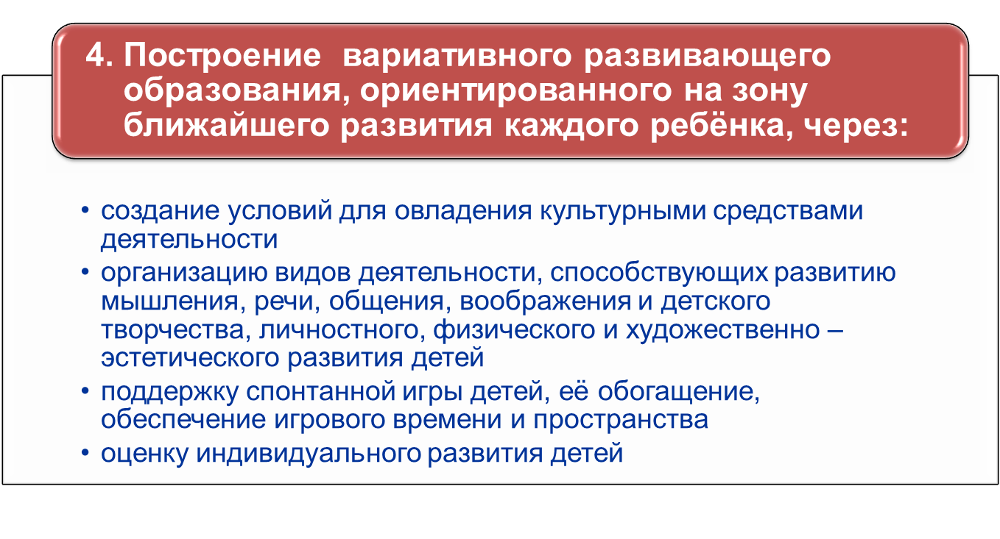 4. Построение вариативного развивающего
образования, ориентированного на зону
ближайшего развития каждого ребёнка, через:
• создание условий для овладения культурными средствами
деятельности
• организацию видов деятельности, способствующих развитию
мышления, речи, общения, воображения и детского
творчества, личностного, физического и художественно –
эстетического развития детей
• поддержку спонтанной игры детей, её обогащение,
обеспечение игрового времени и пространства
• оценку индивидуального развития детей